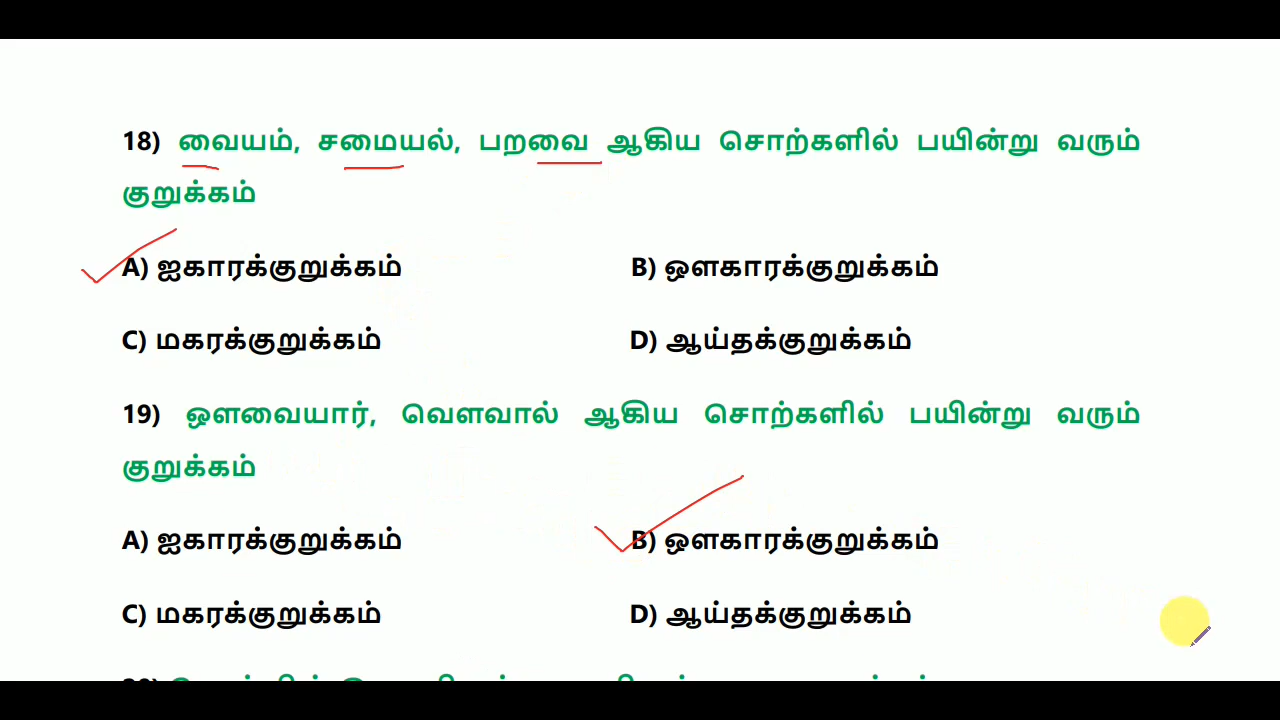 18) வையம், சமையல், பறவை ஆகிய சொற்களில் பயின்று வரும்
குறுக்கம்
A) ஐகாரக்குறுக்கம் B) ஔகாரக்குறுக்கம்
C) மகரக்குறுக்கம் D) ஆய்தக்குறுக்கம்
19) ஔவையார், வௌவால் ஆகிய சொற்களில் பயின்று வரும்
குறுக்கம்
A) ஐகாரக்குறுக்கம் B) ஔகாரக்குறுக்கம்
C) மகரக்குறுக்கம் D) ஆய்தக்குறுக்கம்